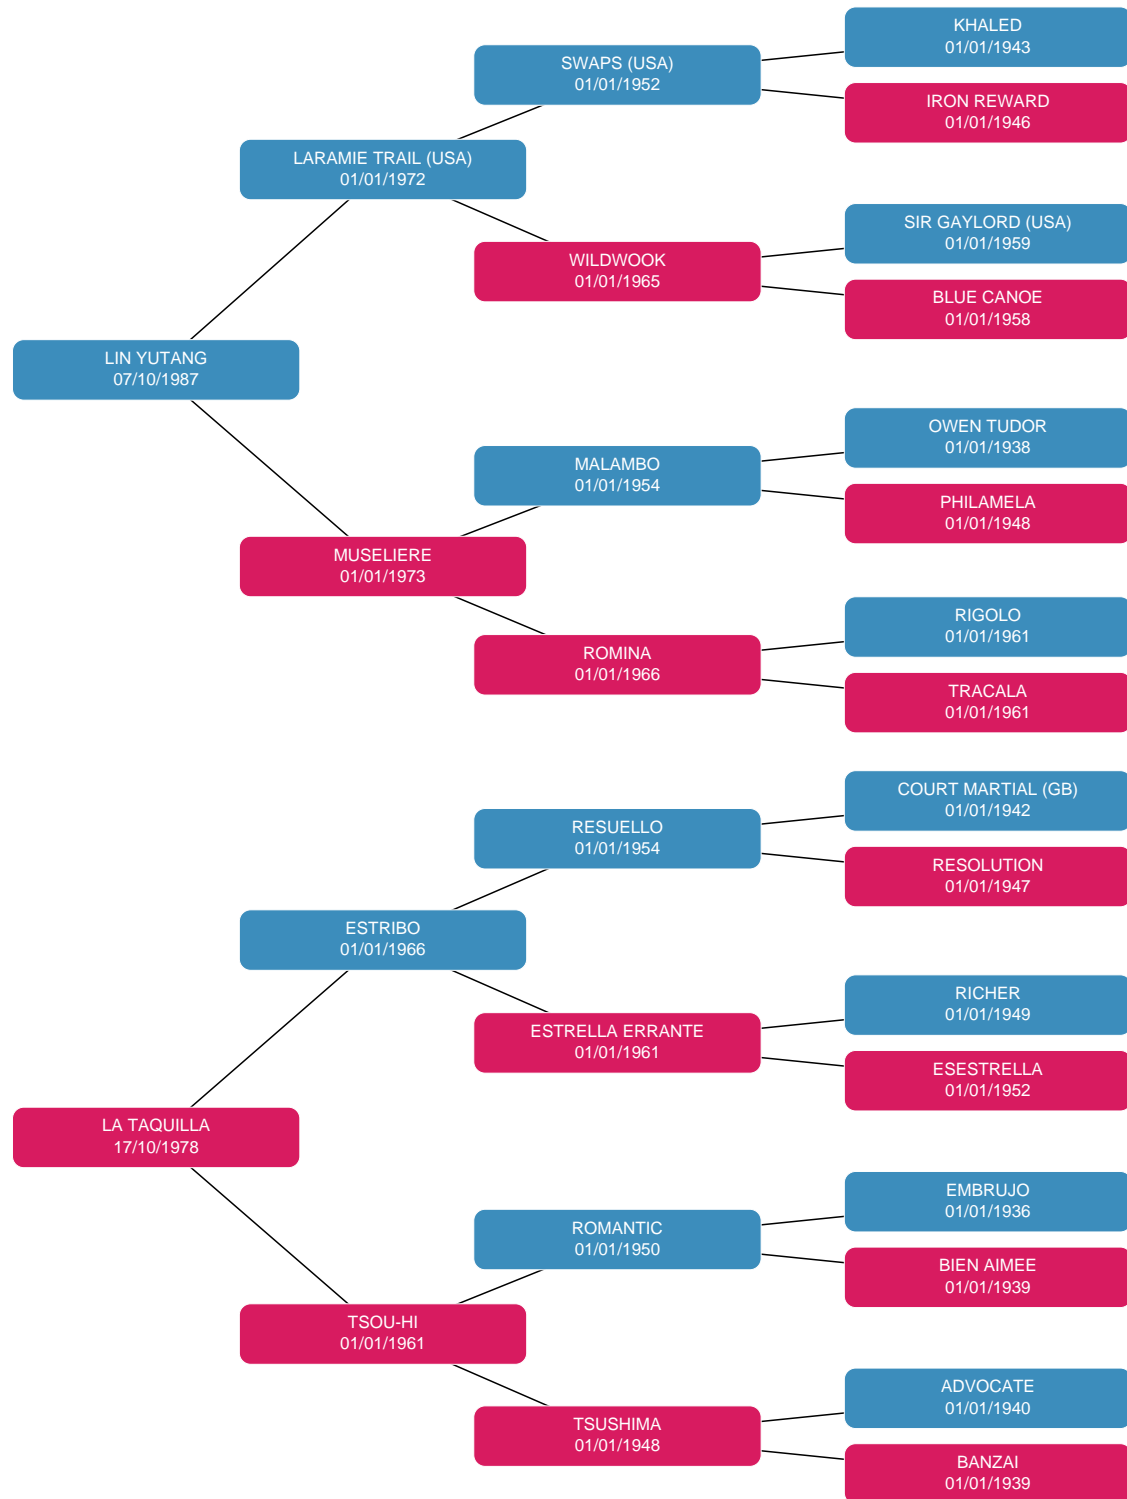 KHALED
01/01/1943
SWAPS (USA)
01/01/1952
IRON REWARD
01/01/1946
LARAMIE TRAIL (USA)
01/01/1972
SIR GAYLORD (USA)
01/01/1959
WILDWOOK
01/01/1965
BLUE CANOE
01/01/1958
LIN YUTANG
07/10/1987
OWEN TUDOR
01/01/1938
MALAMBO
01/01/1954
PHILAMELA
01/01/1948
MUSELIERE
01/01/1973
RIGOLO
01/01/1961
ROMINA
01/01/1966
TRACALA
01/01/1961
COURT MARTIAL (GB)
01/01/1942
RESUELLO
01/01/1954
RESOLUTION
01/01/1947
ESTRIBO
01/01/1966
RICHER
01/01/1949
ESTRELLA ERRANTE
01/01/1961
ESESTRELLA
01/01/1952
LA TAQUILLA
17/10/1978
EMBRUJO
01/01/1936
ROMANTIC
01/01/1950
BIEN AIMEE
01/01/1939
TSOU-HI
01/01/1961
ADVOCATE
01/01/1940
TSUSHIMA
01/01/1948
BANZAI
01/01/1939